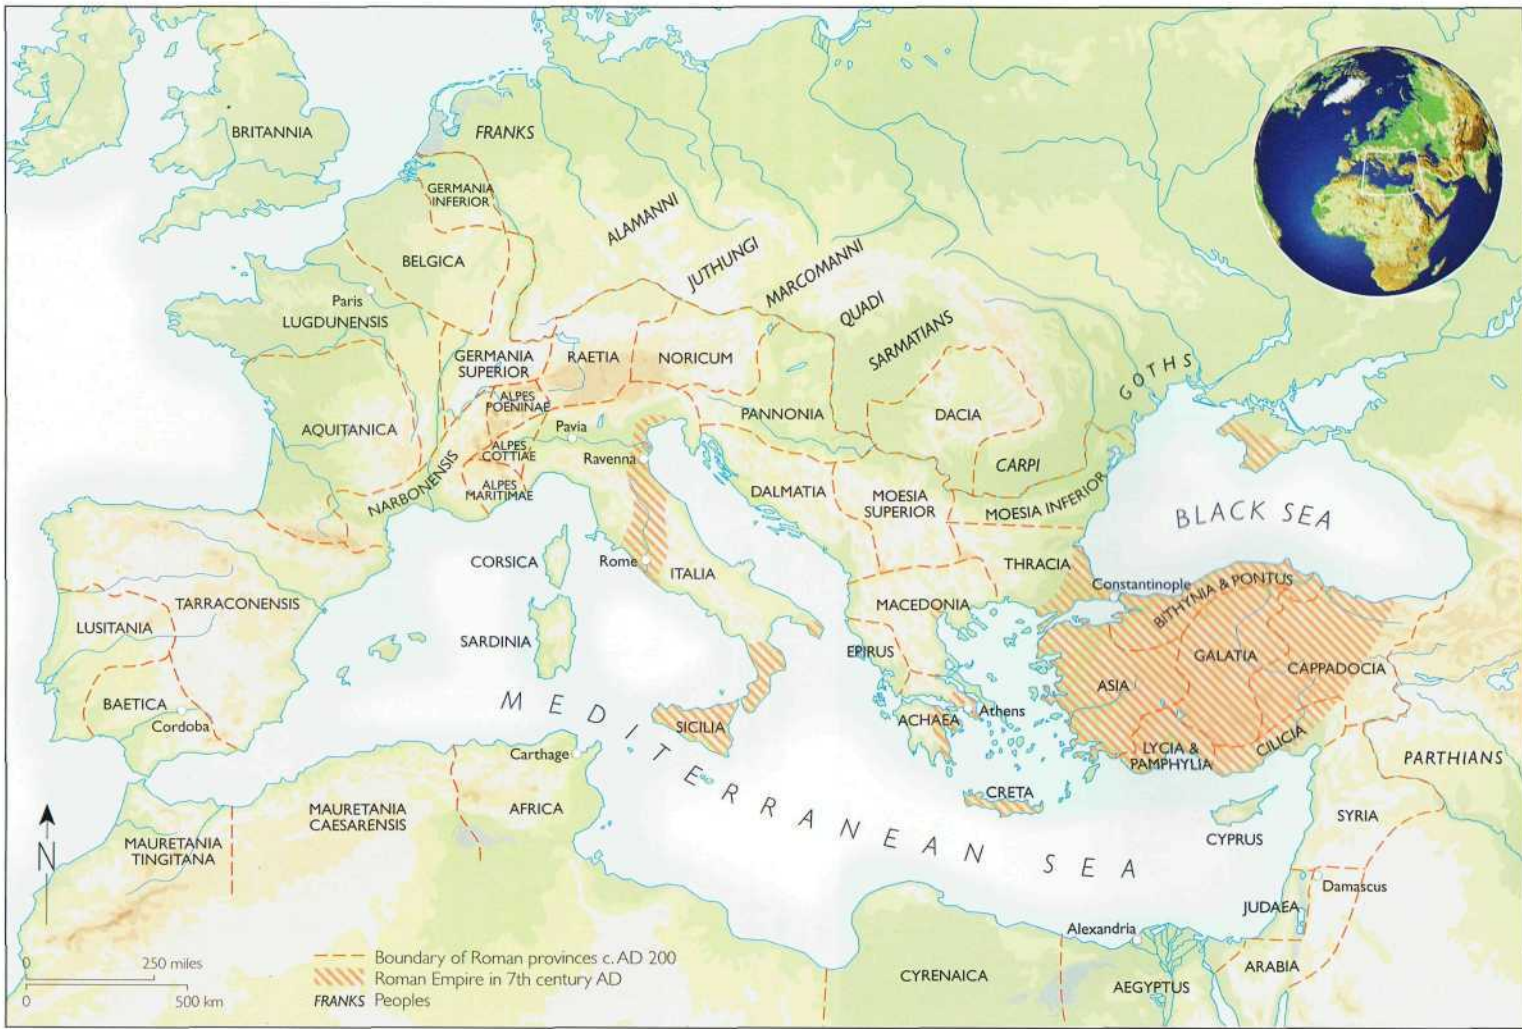 BRITANNIA
FRANKS
GERMANIA
INFERIOR
BELGICA
ALAMANNI
JUTHUNGI
MARCOMANNI
QUADI
SARMATIANS
GOTHS
Paris
LUGDUNENSIS
GERMANIA
SUPERIOR
RAETIA
NORICUM
ALPES
POENINAE
AQUITANICA
PANNONIA
DACIA
Pavia
ALPES
COTTIAE
Ravenna
CARPI
NARBONENSIS
ALPES
MARITIMAE
DALMATIA
MOESIA
SUPERIOR
MOESIA INFERIOR
BLACK SEA
CORSICA
Rome
ITALIA
THRACIA
Constantinople
BITHYNIA & PONTUS
TARRACONENSIS
LUSITANIA
SARDINIA
MACEDONIA
EPIRUS
GALATIA
CAPPADOCIA
ASIA
BAETICA
Cordoba
MEDITERRANEAN SEA
SICILIA
ACHAEA
Athens
LYCIA &
PAMPHYLIA
CILICIA
PARTHIANS
Carthage
CRETA
MAURETANIA
CAESARENSIS
AFRICA
CYPRUS
SYRIA
MAURETANIA
TINGITANA
N
Damascus
JUDAEA
Alexandria
ARABIA
CYRENAICA
AEGYPTUS
0 250 miles
0 500 km
Boundary of Roman provinces c. AD 200
Roman Empire in 7th century AD
FRANKS Peoples